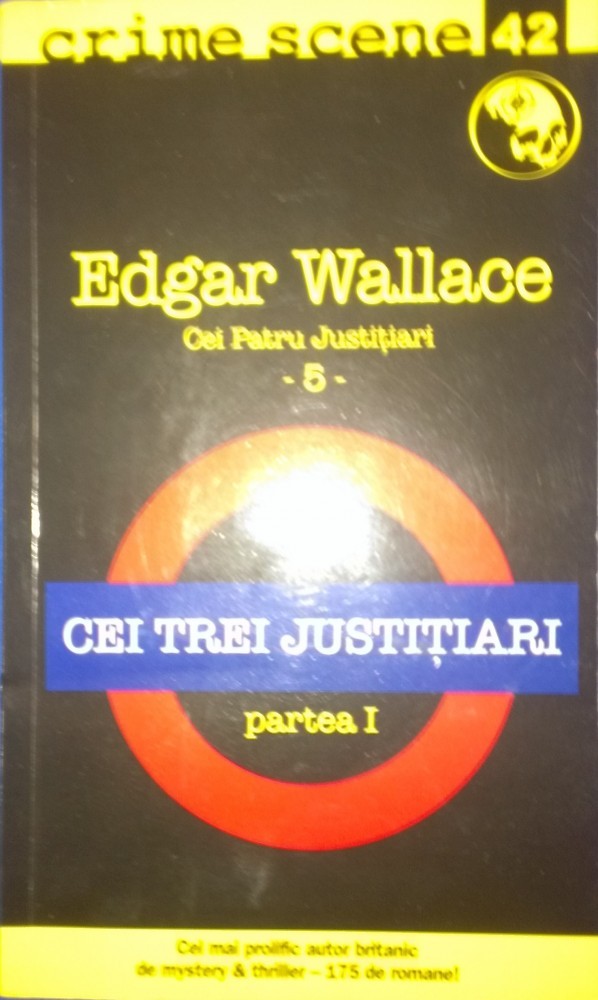 crime scene 42
Edgar Wallace
Cei Patru Justițiari
- 5 -
CEI TREI JUSTIȚIARI
partea I
Cel mai prolific autor britanic
de mystery & thriller – 175 de romane!